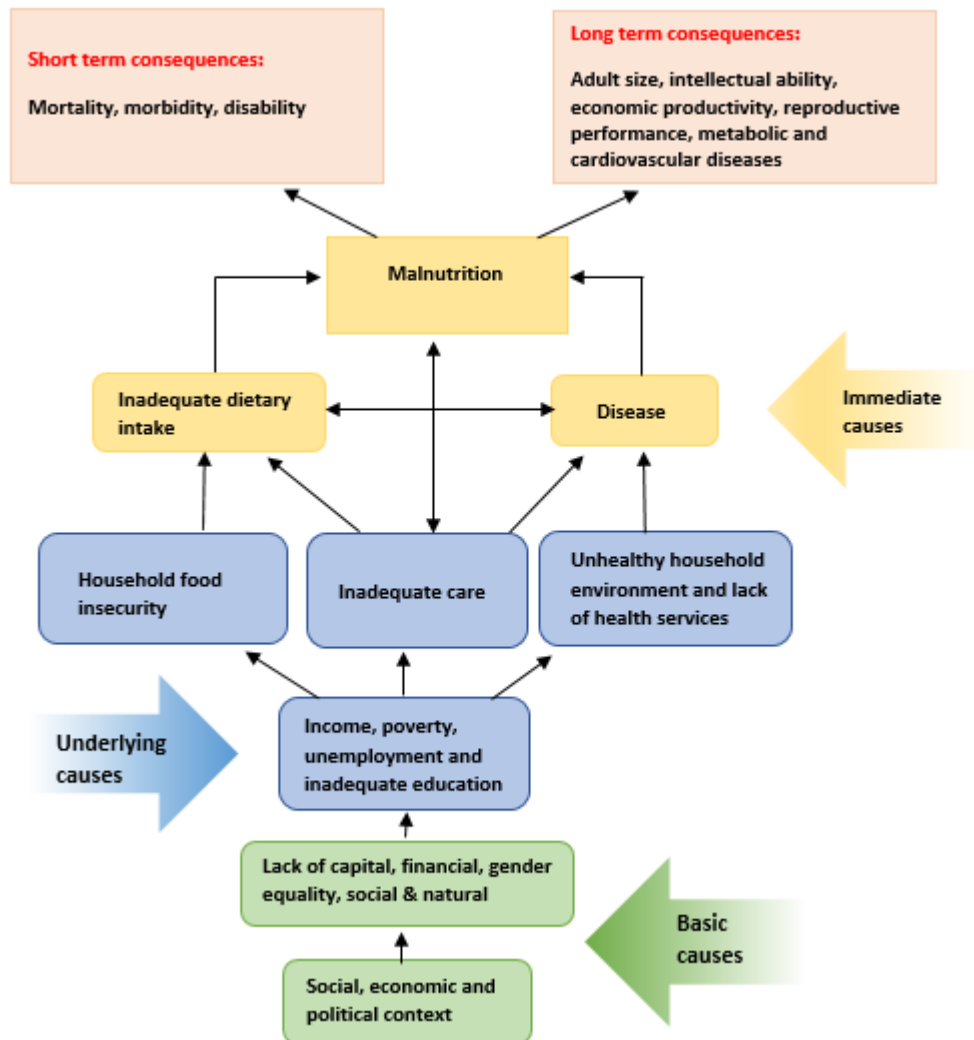 Short term consequences:
Mortality, morbidity, disability
Long term consequences:
Adult size, intellectual ability,
economic productivity, reproductive
performance, metabolic and
cardiovascular diseases
Malnutrition
Inadequate dietary
intake
Disease
Immediate
causes
Household food
insecurity
Inadequate care
Unhealthy household
environment and lack
of health services
Underlying
causes
Income, poverty,
unemployment and
inadequate education
Lack of capital, financial, gender
equality, social & natural
Basic
causes
Social, economic and
political context